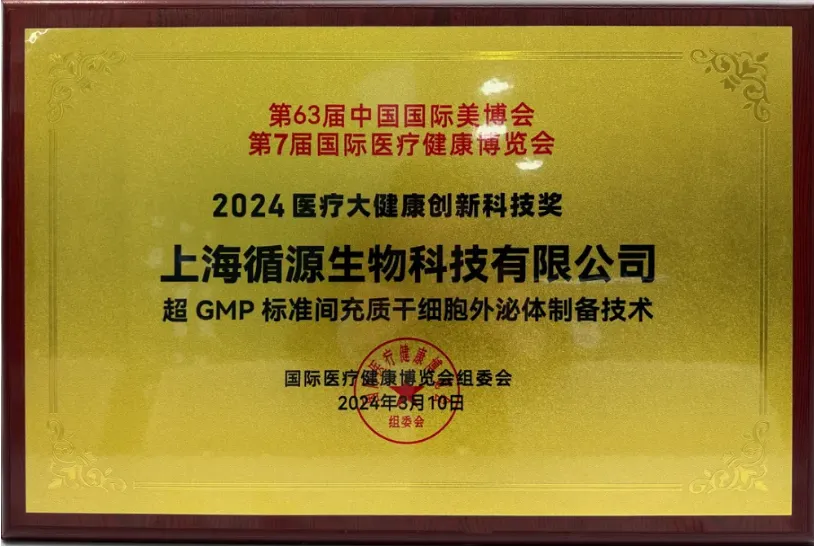 第63届中国国际美博会
第7届国际医疗健康博览会
2024 医疗大健康创新科技奖
上海循源生物科技有限公司
超 GMP 标准间充质干细胞外泌体制备技术
国际医疗健康博览会组委会
2024年3月10日
组委会